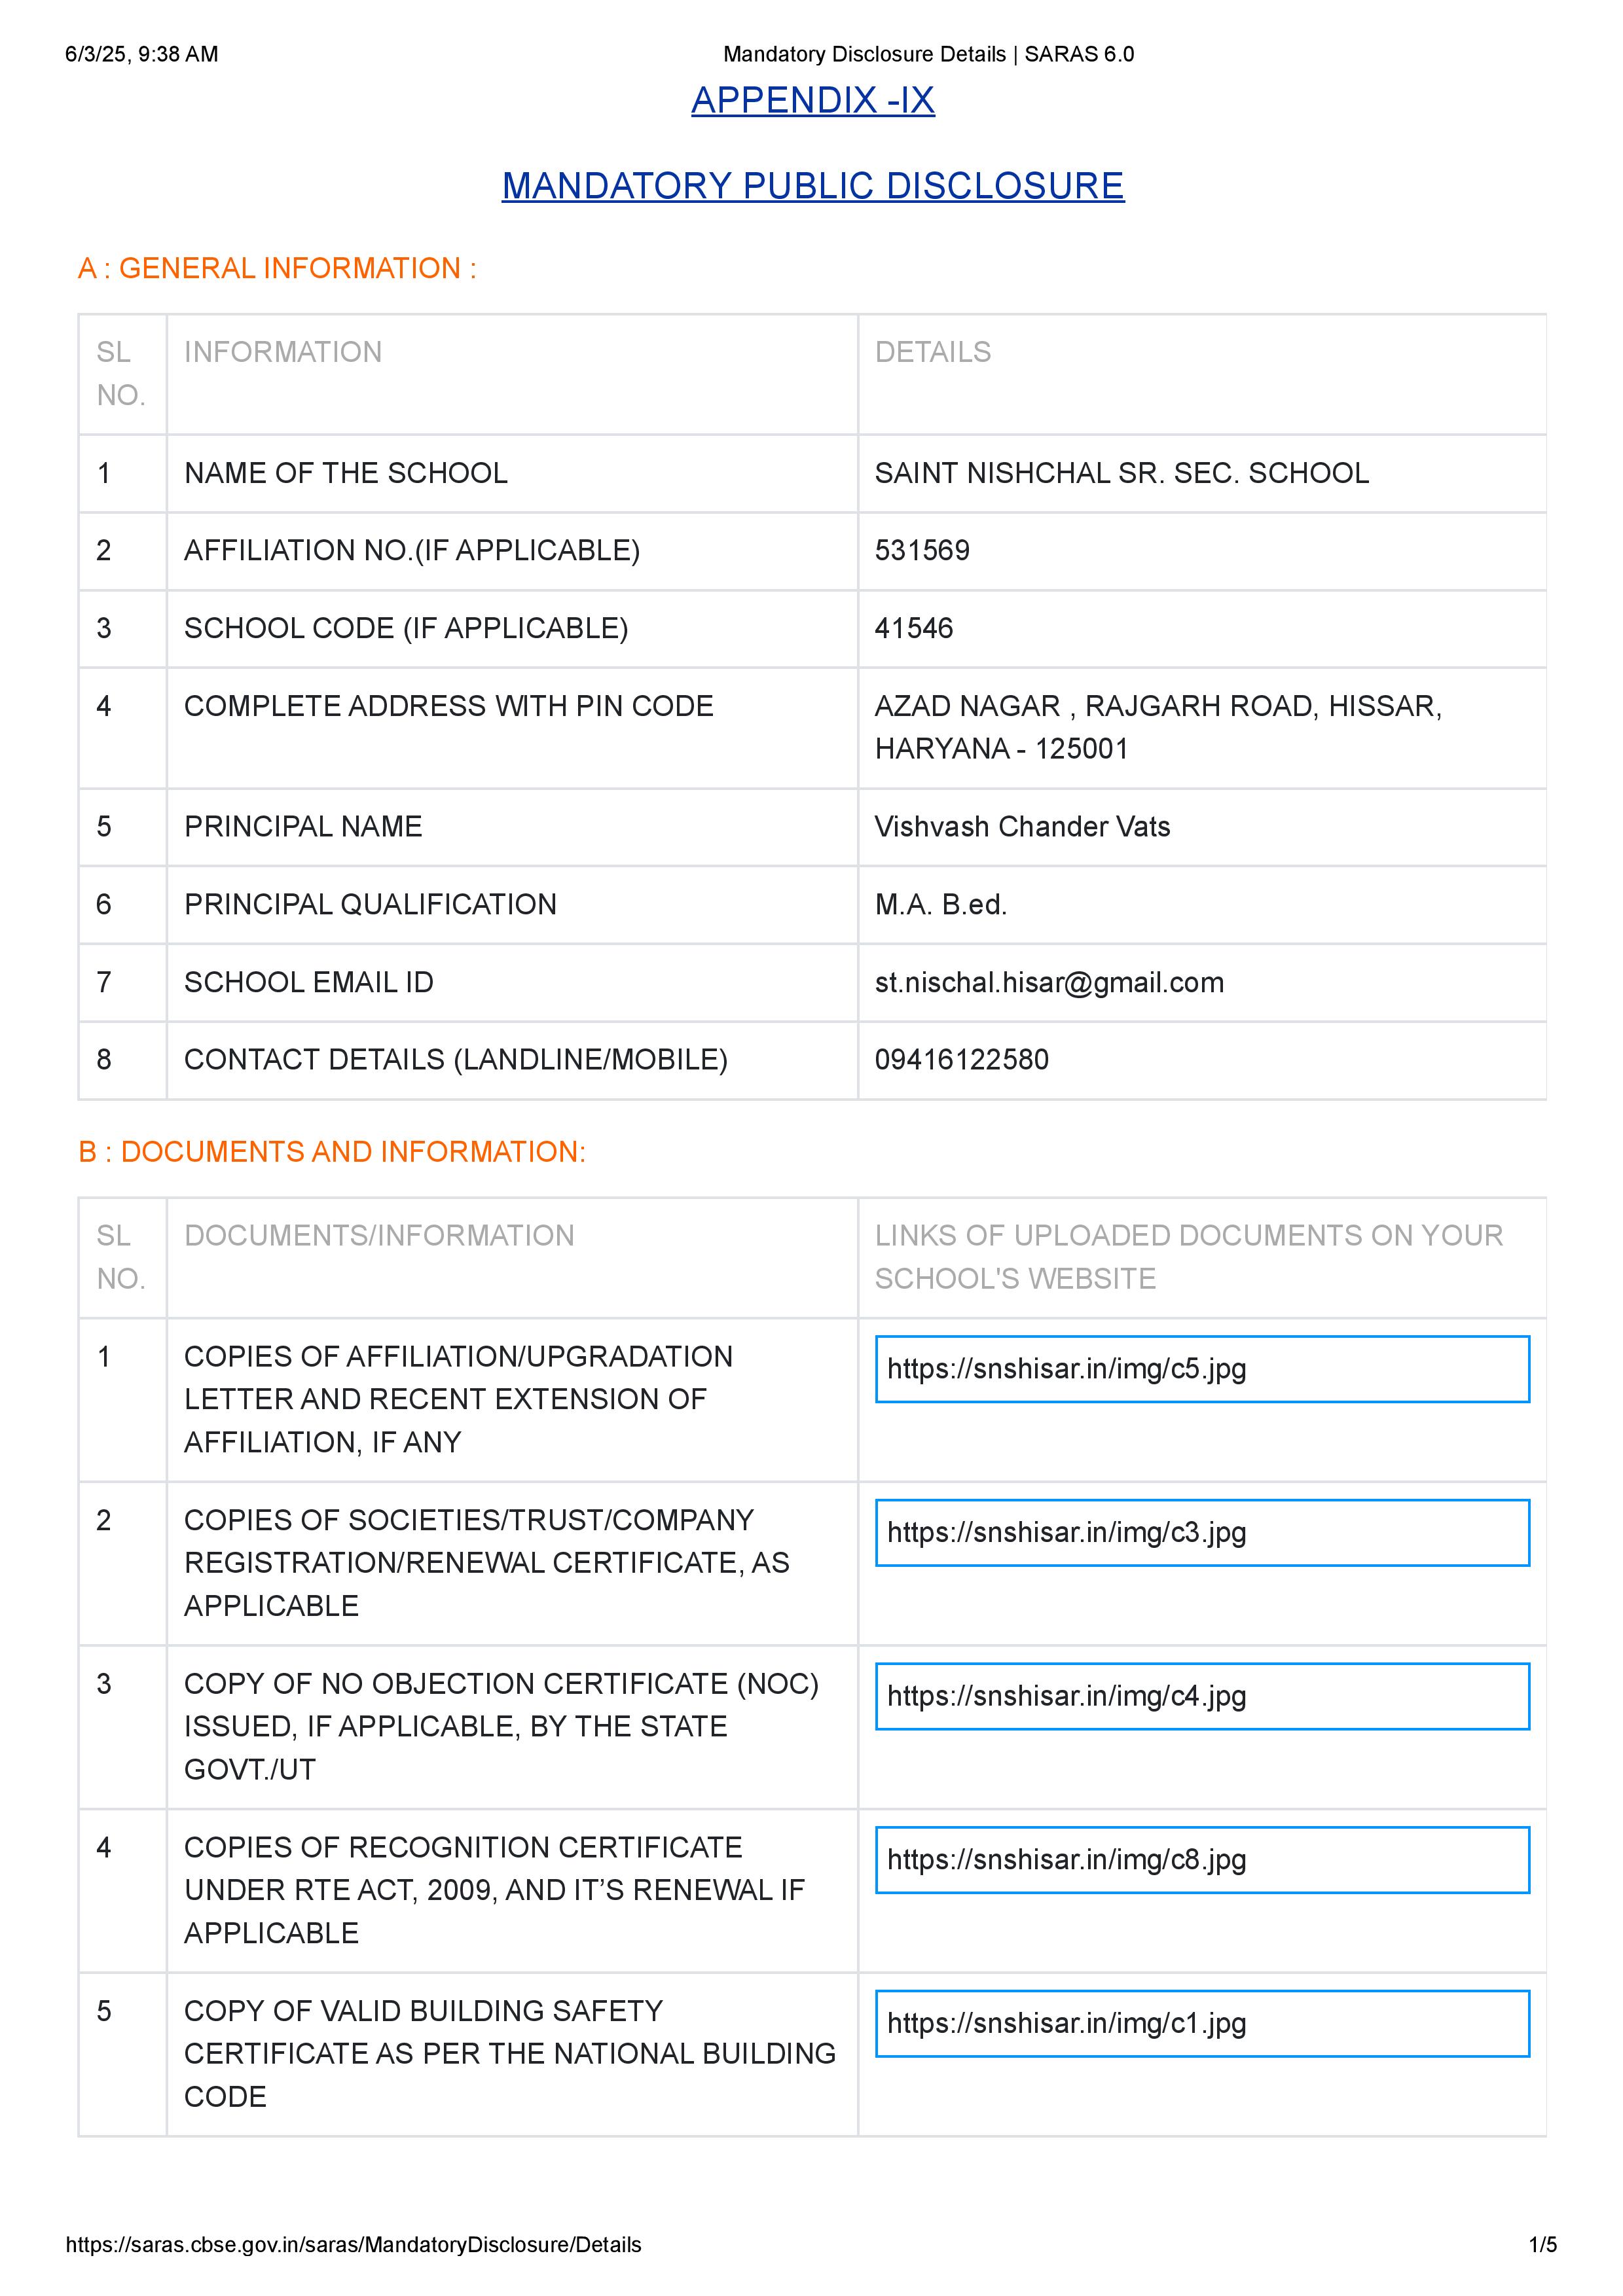 6/3/25, 9:38 AM
Mandatory Disclosure Details | SARAS 6.0
APPENDIX -IX
MANDATORY PUBLIC DISCLOSURE
A : GENERAL INFORMATION :
SL NO. INFORMATION DETAILS
1 NAME OF THE SCHOOL SAINT NISHCHAL SR. SEC. SCHOOL
2 AFFILIATION NO.(IF APPLICABLE) 531569
3 SCHOOL CODE (IF APPLICABLE) 41546
4 COMPLETE ADDRESS WITH PIN CODE AZAD NAGAR , RAJGARH ROAD, HISSAR,
HARYANA - 125001
5 PRINCIPAL NAME Vishvash Chander Vats
6 PRINCIPAL QUALIFICATION M.A. B.ed.
7 SCHOOL EMAIL ID st.nischal.hisar@gmail.com
8 CONTACT DETAILS (LANDLINE/MOBILE) 09416122580
B : DOCUMENTS AND INFORMATION:
SL NO. DOCUMENTS/INFORMATION LINKS OF UPLOADED DOCUMENTS ON YOUR
SCHOOL'S WEBSITE
1 COPIES OF AFFILIATION/UPGRADATION
LETTER AND RECENT EXTENSION OF
AFFILIATION, IF ANY
https://snshisar.in/img/c5.jpg
2 COPIES OF SOCIETIES/TRUST/COMPANY
REGISTRATION/RENEWAL CERTIFICATE, AS
APPLICABLE
https://snshisar.in/img/c3.jpg
3 COPY OF NO OBJECTION CERTIFICATE (NOC)
ISSUED, IF APPLICABLE, BY THE STATE
GOVT./UT
https://snshisar.in/img/c4.jpg
4 COPIES OF RECOGNITION CERTIFICATE
UNDER RTE ACT, 2009, AND IT’S RENEWAL IF
APPLICABLE
https://snshisar.in/img/c8.jpg
5 COPY OF VALID BUILDING SAFETY
CERTIFICATE AS PER THE NATIONAL BUILDING
CODE
https://snshisar.in/img/c1.jpg
https://saras.cbse.gov.in/saras/MandatoryDisclosure/Details
1/5